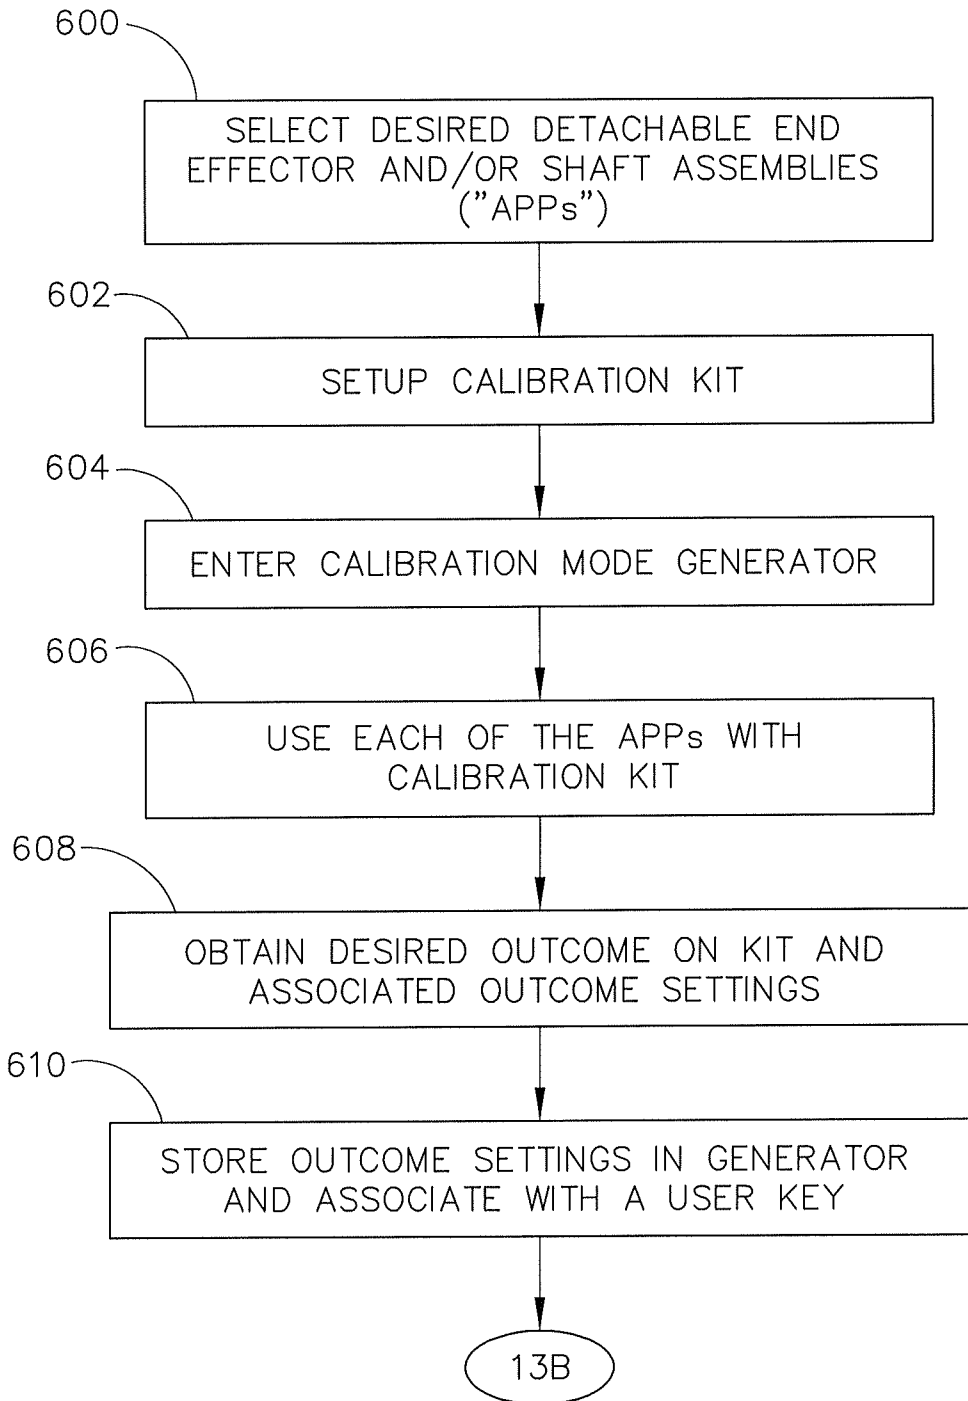 600
SELECT DESIRED DETACHABLE END
EFFECTOR AND/OR SHAFT ASSEMBLIES
("APPs")
602
SETUP CALIBRATION KIT
604
ENTER CALIBRATION MODE GENERATOR
606
USE EACH OF THE APPs WITH
CALIBRATION KIT
608
OBTAIN DESIRED OUTCOME ON KIT AND
ASSOCIATED OUTCOME SETTINGS
610
STORE OUTCOME SETTINGS IN GENERATOR
AND ASSOCIATE WITH A USER KEY
13B